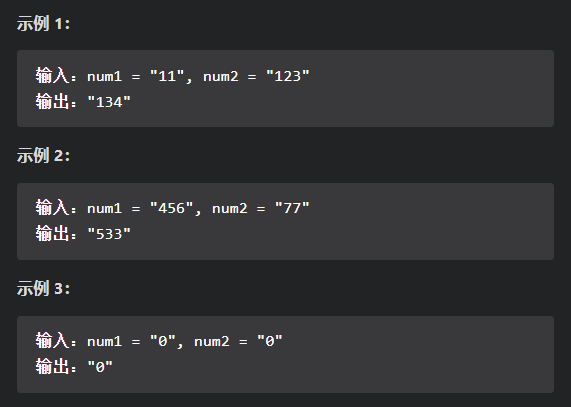 示例 1：
输入：num1 = "11", num2 = "123"
输出："134"
示例 2：
输入：num1 = "456", num2 = "77"
输出："533"
示例 3：
输入：num1 = "0", num2 = "0"
输出："0"